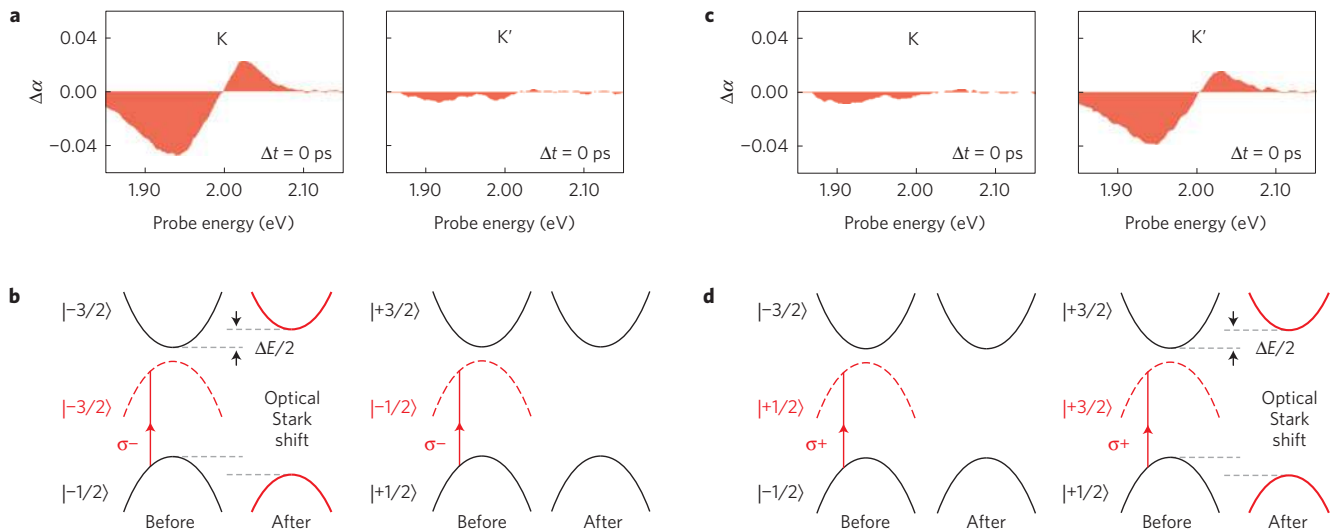 a
K
K′
0.04
0.00
−0.04
Δα
Δt = 0 ps
Δt = 0 ps
1.90 2.00 2.10
1.90 2.00 2.10
Probe energy (eV)
Probe energy (eV)
c
K
K′
0.04
0.00
−0.04
Δα
Δt = 0 ps
Δt = 0 ps
1.90 2.00 2.10
1.90 2.00 2.10
Probe energy (eV)
Probe energy (eV)
b
|−3/2⟩
ΔE/2
|−3/2⟩
Optical
Stark
shift
σ−
|−1/2⟩
Before After
|+3/2⟩
|−1/2⟩
σ−
|+1/2⟩
Before After
d
|−3/2⟩
|+1/2⟩
σ+
|−1/2⟩
Before After
|+3/2⟩
ΔE/2
|+3/2⟩
Optical
Stark
shift
σ+
|+1/2⟩
Before After